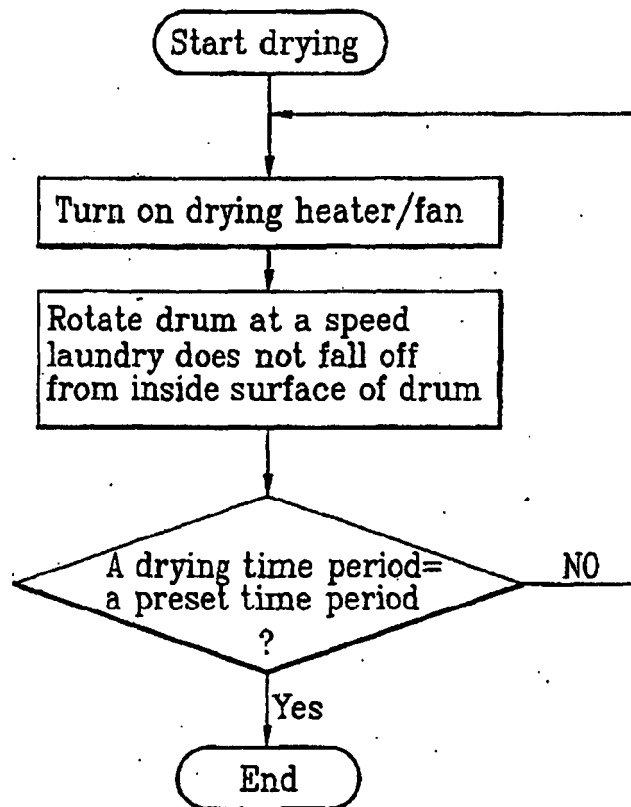 Start drying
Turn on drying heater/fan
Rotate drum at a speed
laundry does not fall off
from inside surface of drum
A drying time period=
a preset time period
?
NO
Yes
End